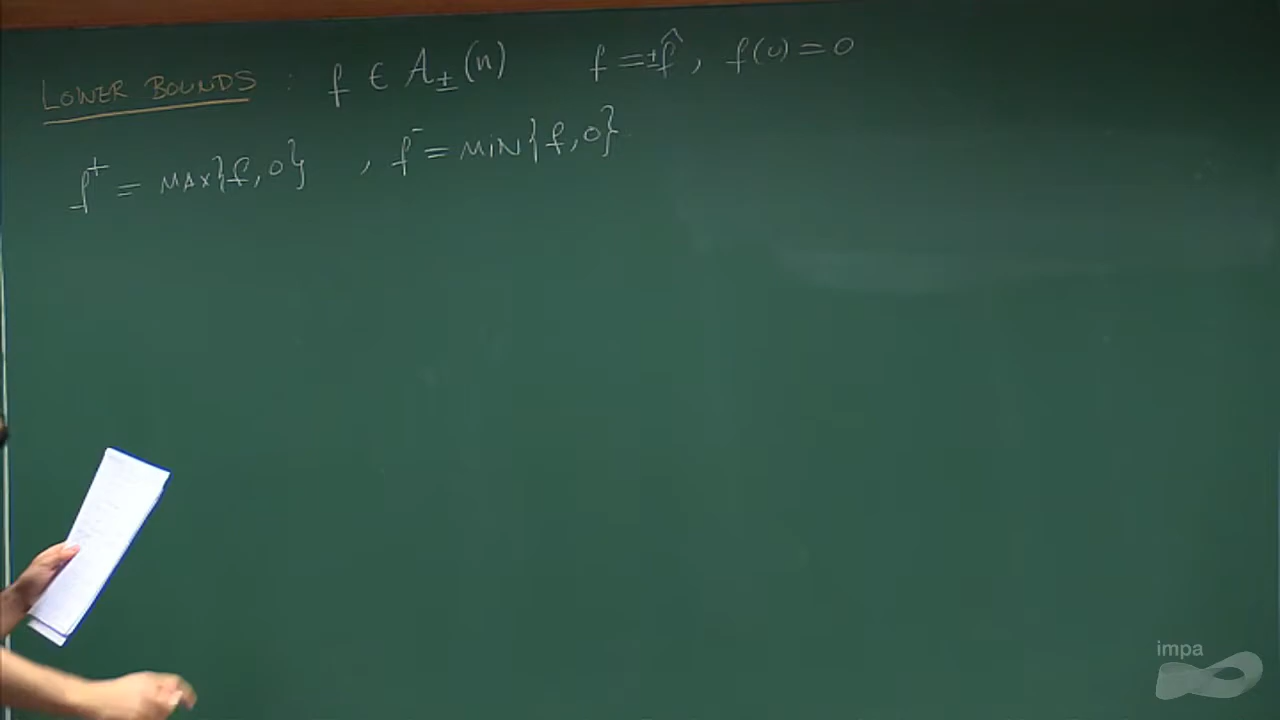 LOWER BOUNDS : f ∈ A±(n) f = ±f̂, f(0) = 0
f⁺ = MAX{f,0} , f⁻ = MIN{f,0}
impa